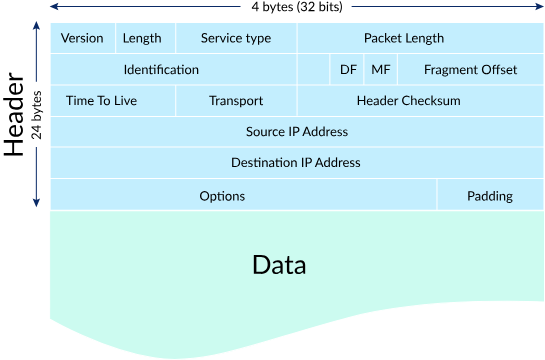 4 bytes (32 bits)
Header
24 bytes
Version Length Service type Packet Length
Identification DF MF Fragment Offset
Time To Live Transport Header Checksum
Source IP Address
Destination IP Address
Options Padding
Data